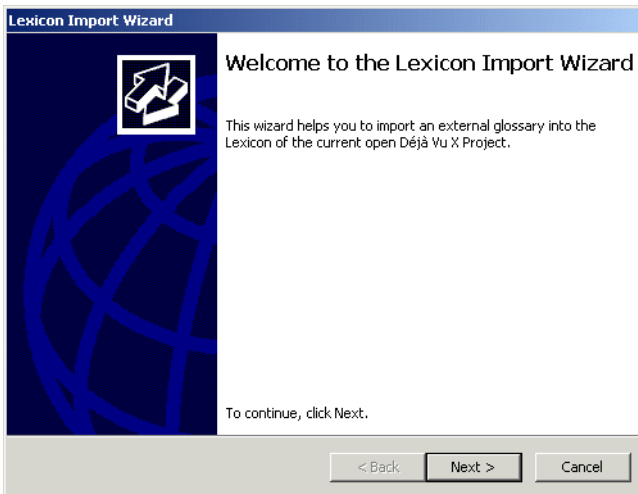 Lexicon Import Wizard
Welcome to the Lexicon Import Wizard
This wizard helps you to import an external glossary into the
Lexicon of the current open Déjà Vu X Project.
To continue, click Next.
< Back Next > Cancel